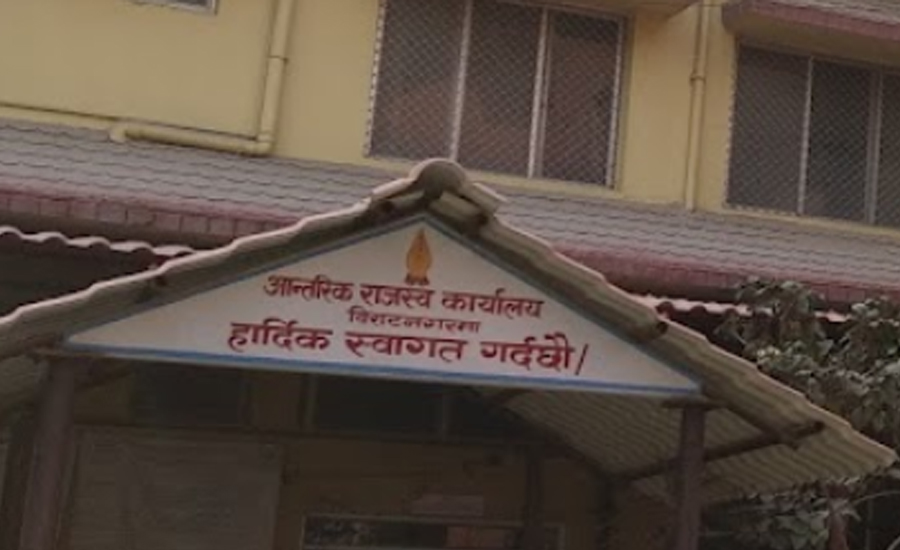 आन्तरिक राजस्व कार्यालय
विराटनगरमा
हार्दिक स्वागत गर्दछौ।